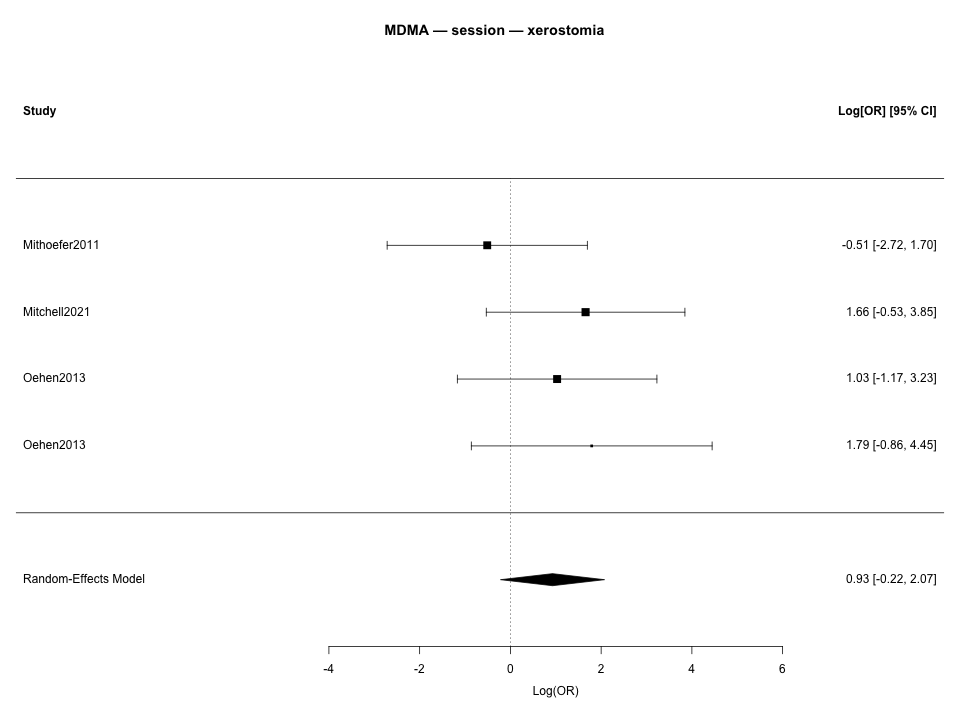 MDMA — session — xerostomia
Study Log[OR] [95% CI]
Mithoefer2011 -0.51 [-2.72, 1.70]
Mitchell2021 1.66 [-0.53, 3.85]
Oehen2013 1.03 [-1.17, 3.23]
Oehen2013 1.79 [-0.86, 4.45]
Random-Effects Model 0.93 [-0.22, 2.07]
-4 -2 0 2 4 6
Log(OR)